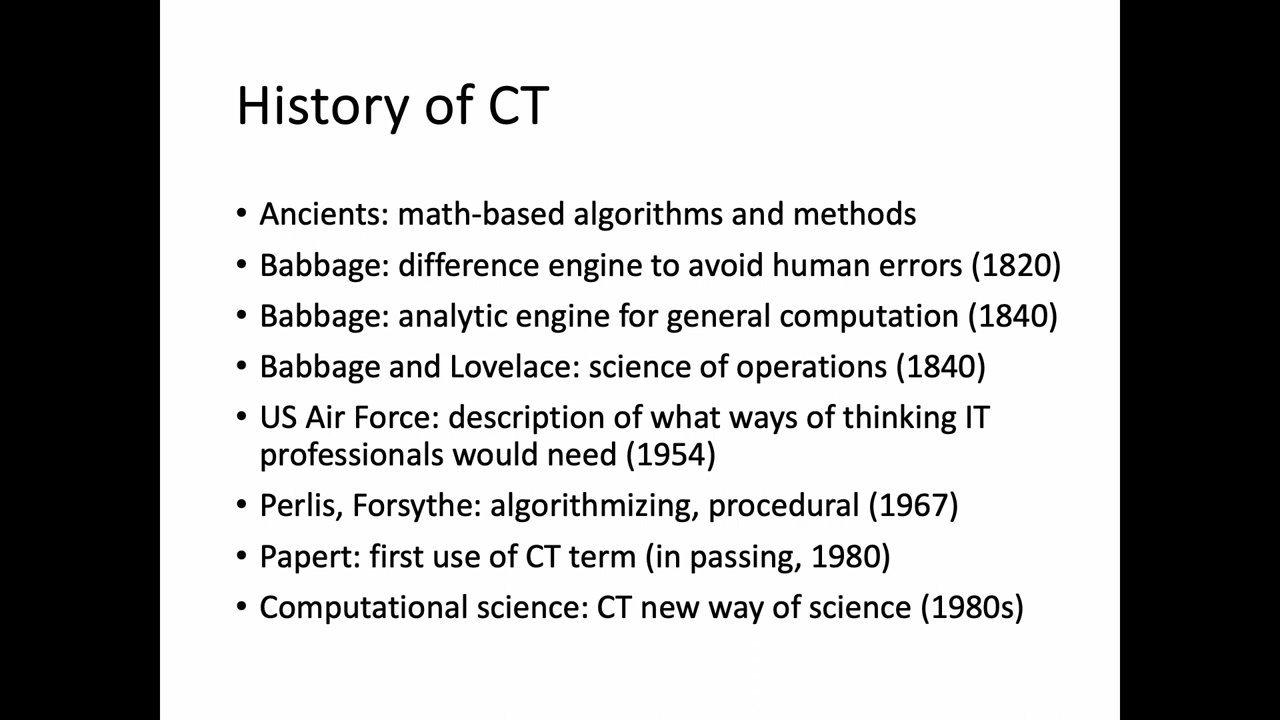 History of CT
• Ancients: math-based algorithms and methods
• Babbage: difference engine to avoid human errors (1820)
• Babbage: analytic engine for general computation (1840)
• Babbage and Lovelace: science of operations (1840)
• US Air Force: description of what ways of thinking IT
professionals would need (1954)
• Perlis, Forsythe: algorithmizing, procedural (1967)
• Papert: first use of CT term (in passing, 1980)
• Computational science: CT new way of science (1980s)